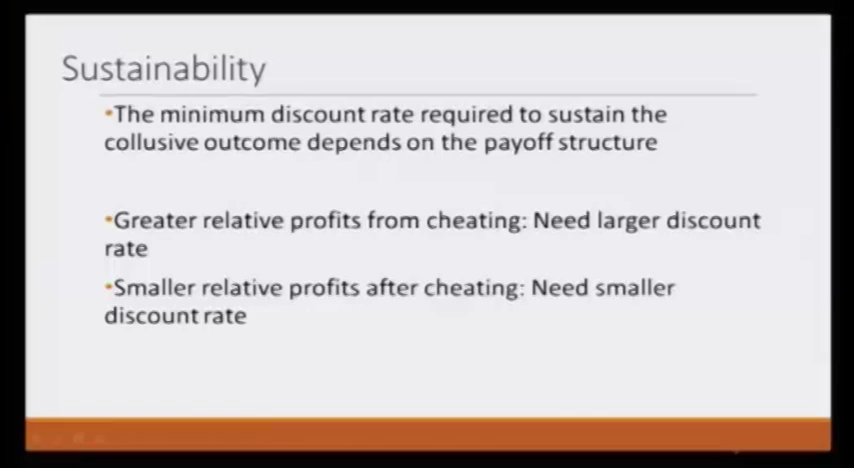 Sustainability
•The minimum discount rate required to sustain the
collusive outcome depends on the payoff structure
•Greater relative profits from cheating: Need larger discount
rate
•Smaller relative profits after cheating: Need smaller
discount rate